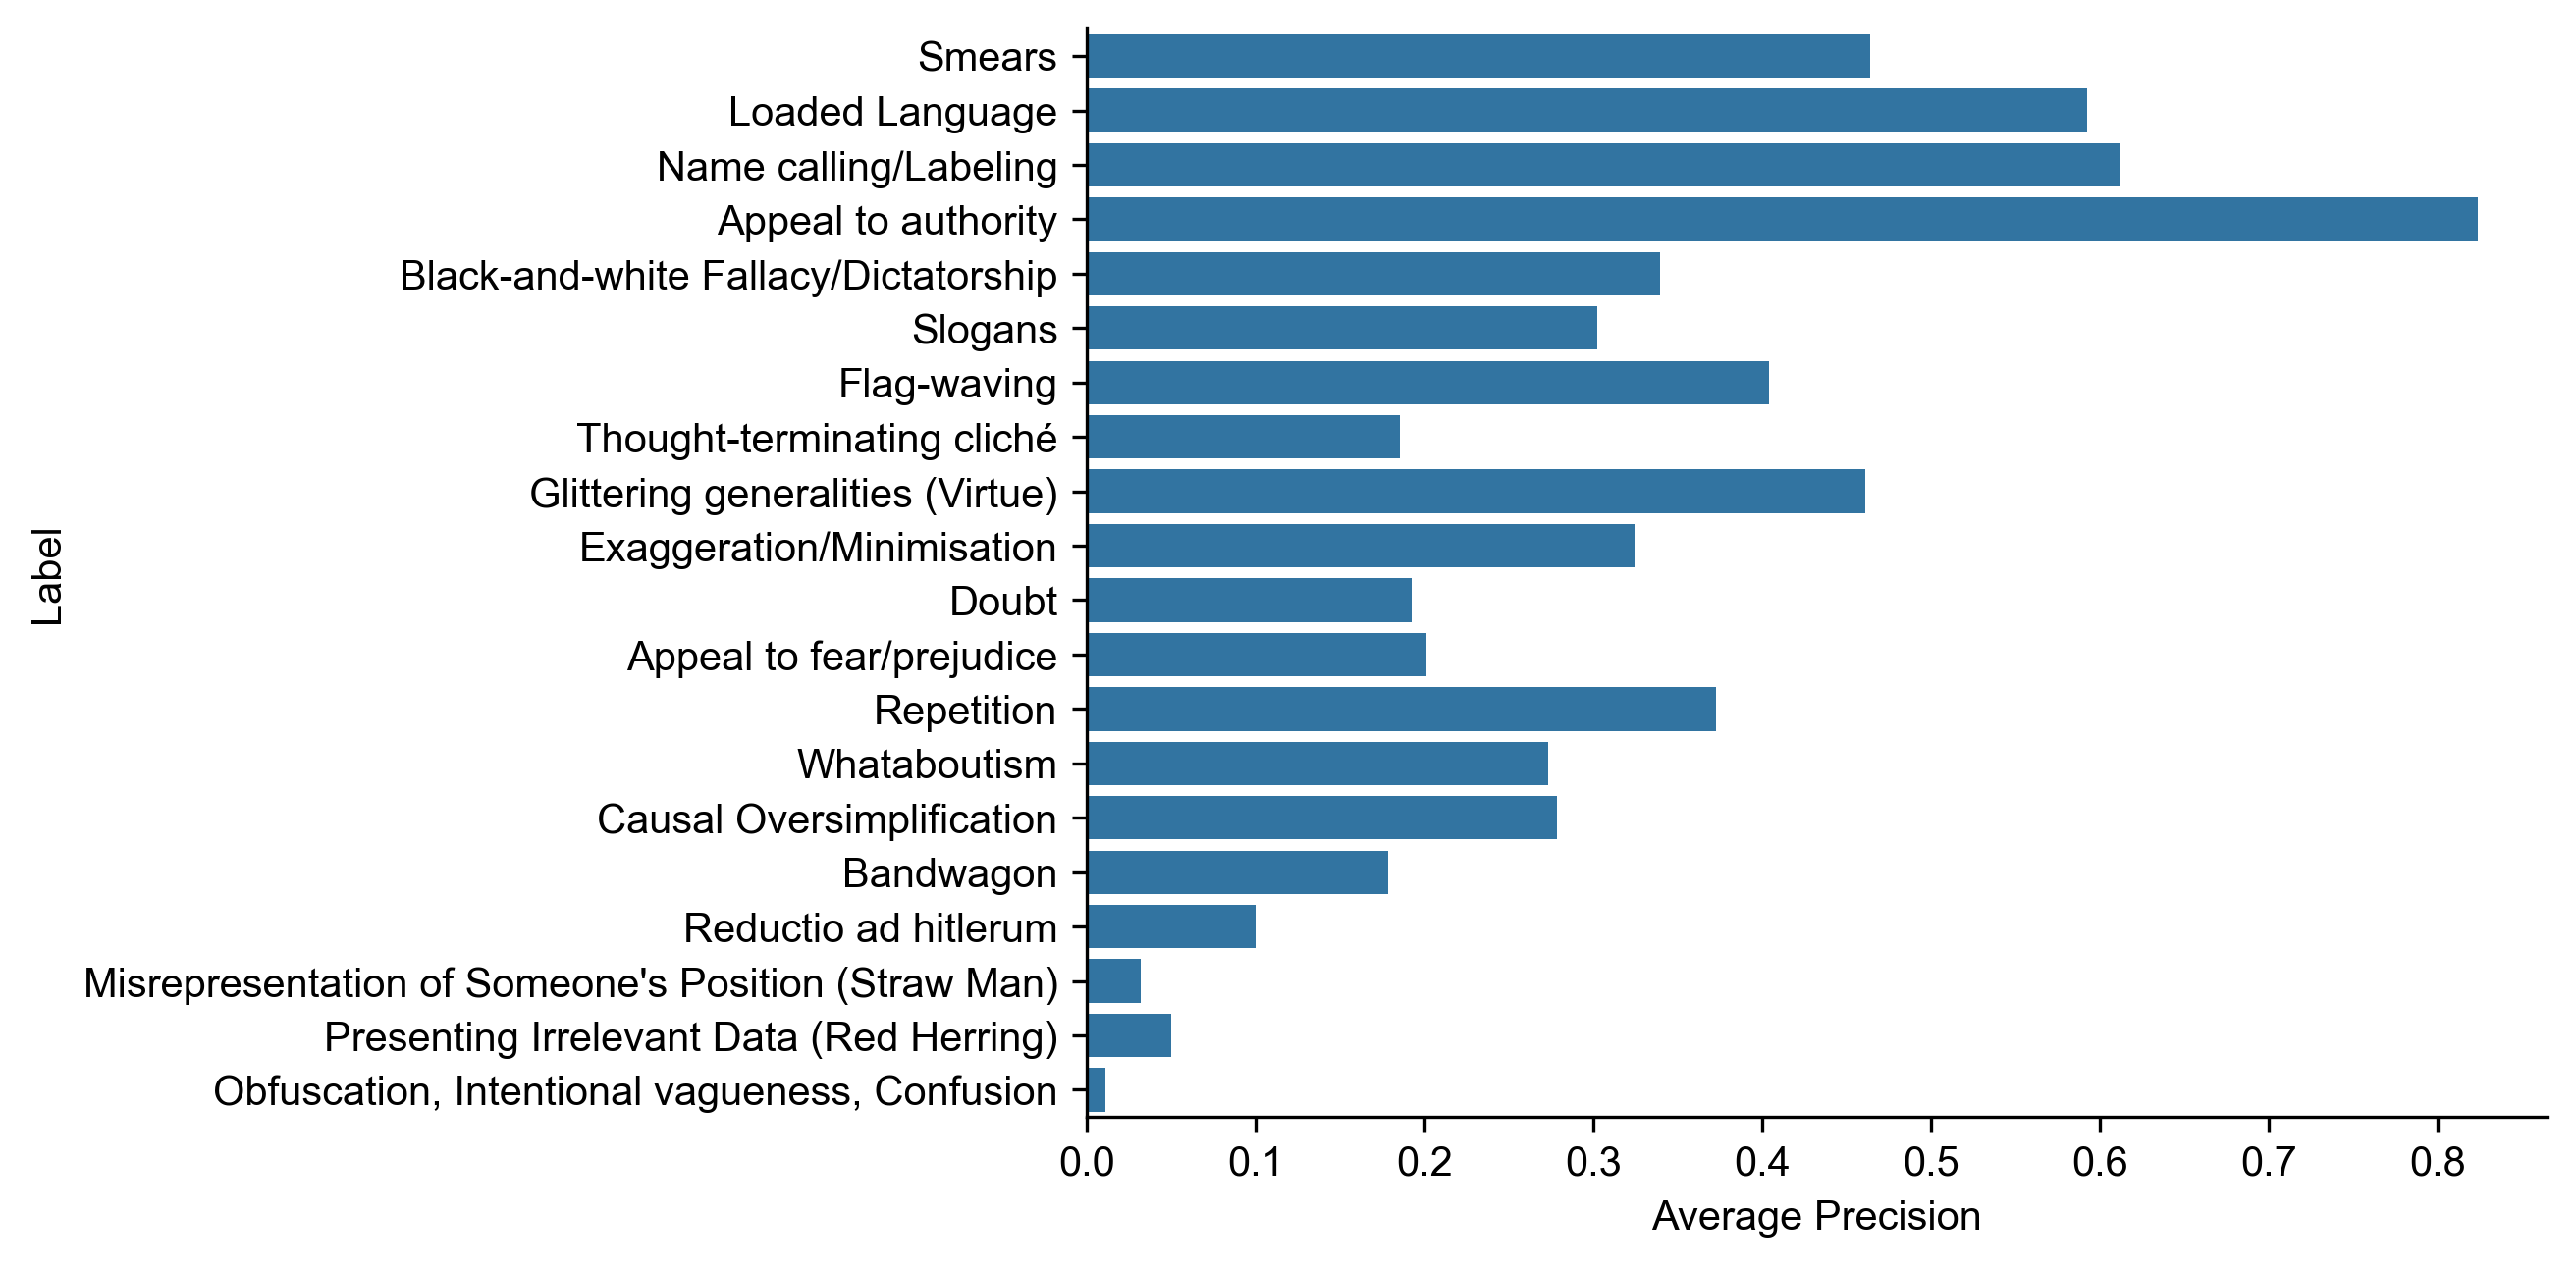 Smears
Loaded Language
Name calling/Labeling
Appeal to authority
Black-and-white Fallacy/Dictatorship
Slogans
Flag-waving
Thought-terminating cliché
Glittering generalities (Virtue)
Exaggeration/Minimisation
Doubt
Appeal to fear/prejudice
Repetition
Whataboutism
Causal Oversimplification
Bandwagon
Reductio ad hitlerum
Misrepresentation of Someone's Position (Straw Man)
Presenting Irrelevant Data (Red Herring)
Obfuscation, Intentional vagueness, Confusion
Label
0.0 0.1 0.2 0.3 0.4 0.5 0.6 0.7 0.8
Average Precision